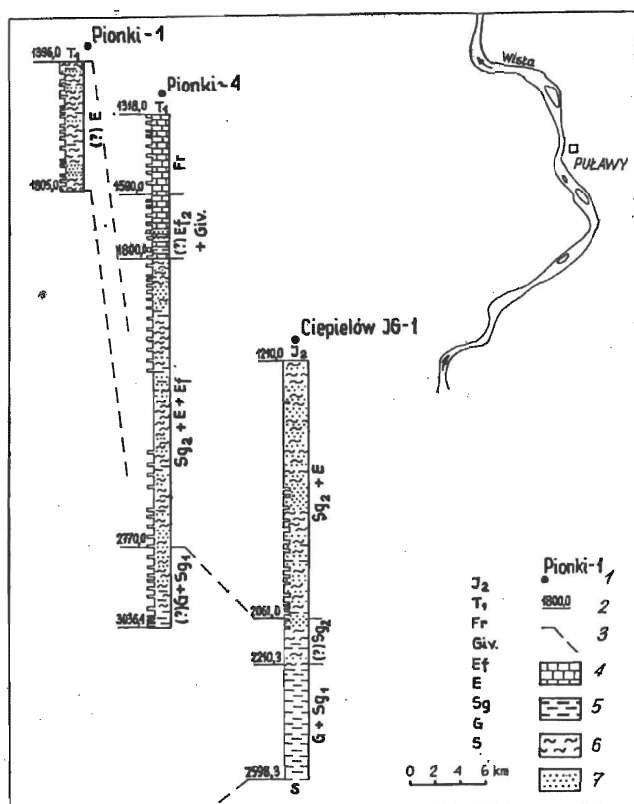 Pionki-1
1396,0
T1
(?) E
1805,0
Pionki-4
1318,0
T1
Fr
1590,0
(?) Ef2
+ Giv.
1800,0
Sg2 + E + Ef
2770,0
(?)G+Sg1
3036,4
Ciepielów IG-1
1210,0
J2
Sg2 + E
2061,0
(?)Sg2
2210,3
G + Sg1
2598,3
S
Wisła
PUŁAWY
J2
T1
Fr
Giv.
Ef
E
Sg
G
S
Pionki-1 1
1800,0 2
3
4
5
6
7
0 2 4 6 km